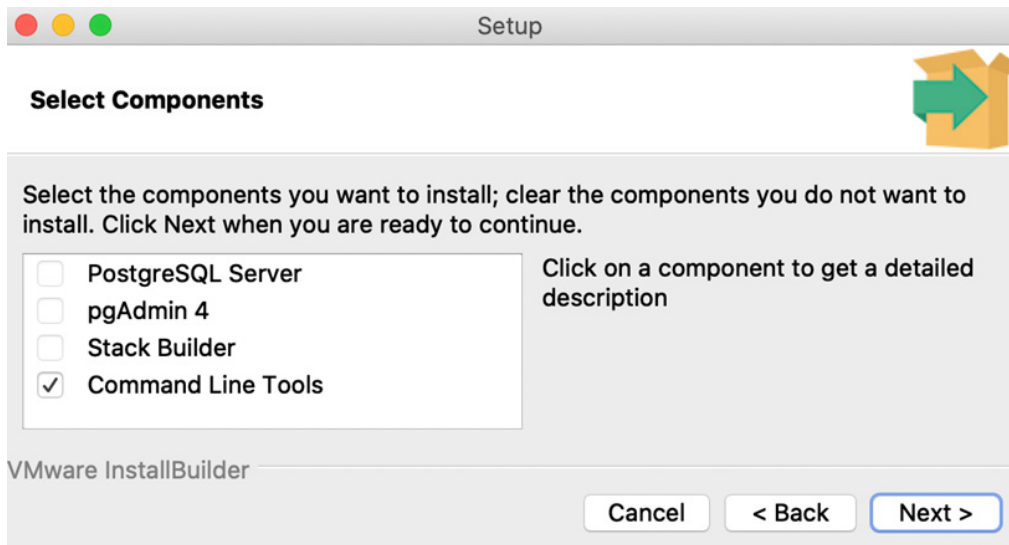 Setup
Select Components
Select the components you want to install; clear the components you do not want to
install. Click Next when you are ready to continue.
PostgreSQL Server
pgAdmin 4
Stack Builder
Command Line Tools
Click on a component to get a detailed
description
VMware InstallBuilder
Cancel
< Back
Next >